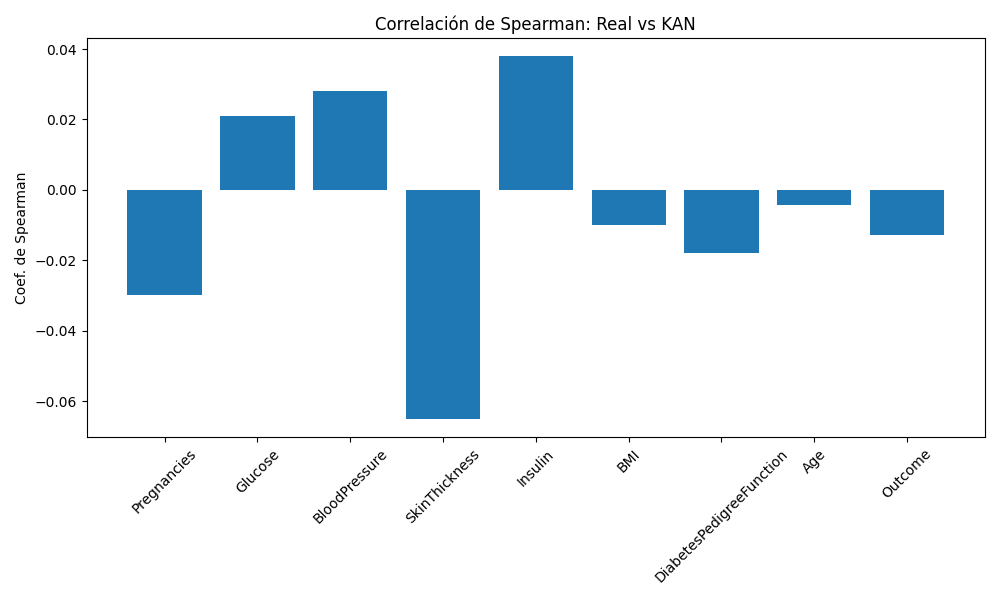 Correlación de Spearman: Real vs KAN
Coef. de Spearman
0.04
0.02
0.00
−0.02
−0.04
−0.06
Pregnancies
Glucose
BloodPressure
SkinThickness
Insulin
BMI
DiabetesPedigreeFunction
Age
Outcome